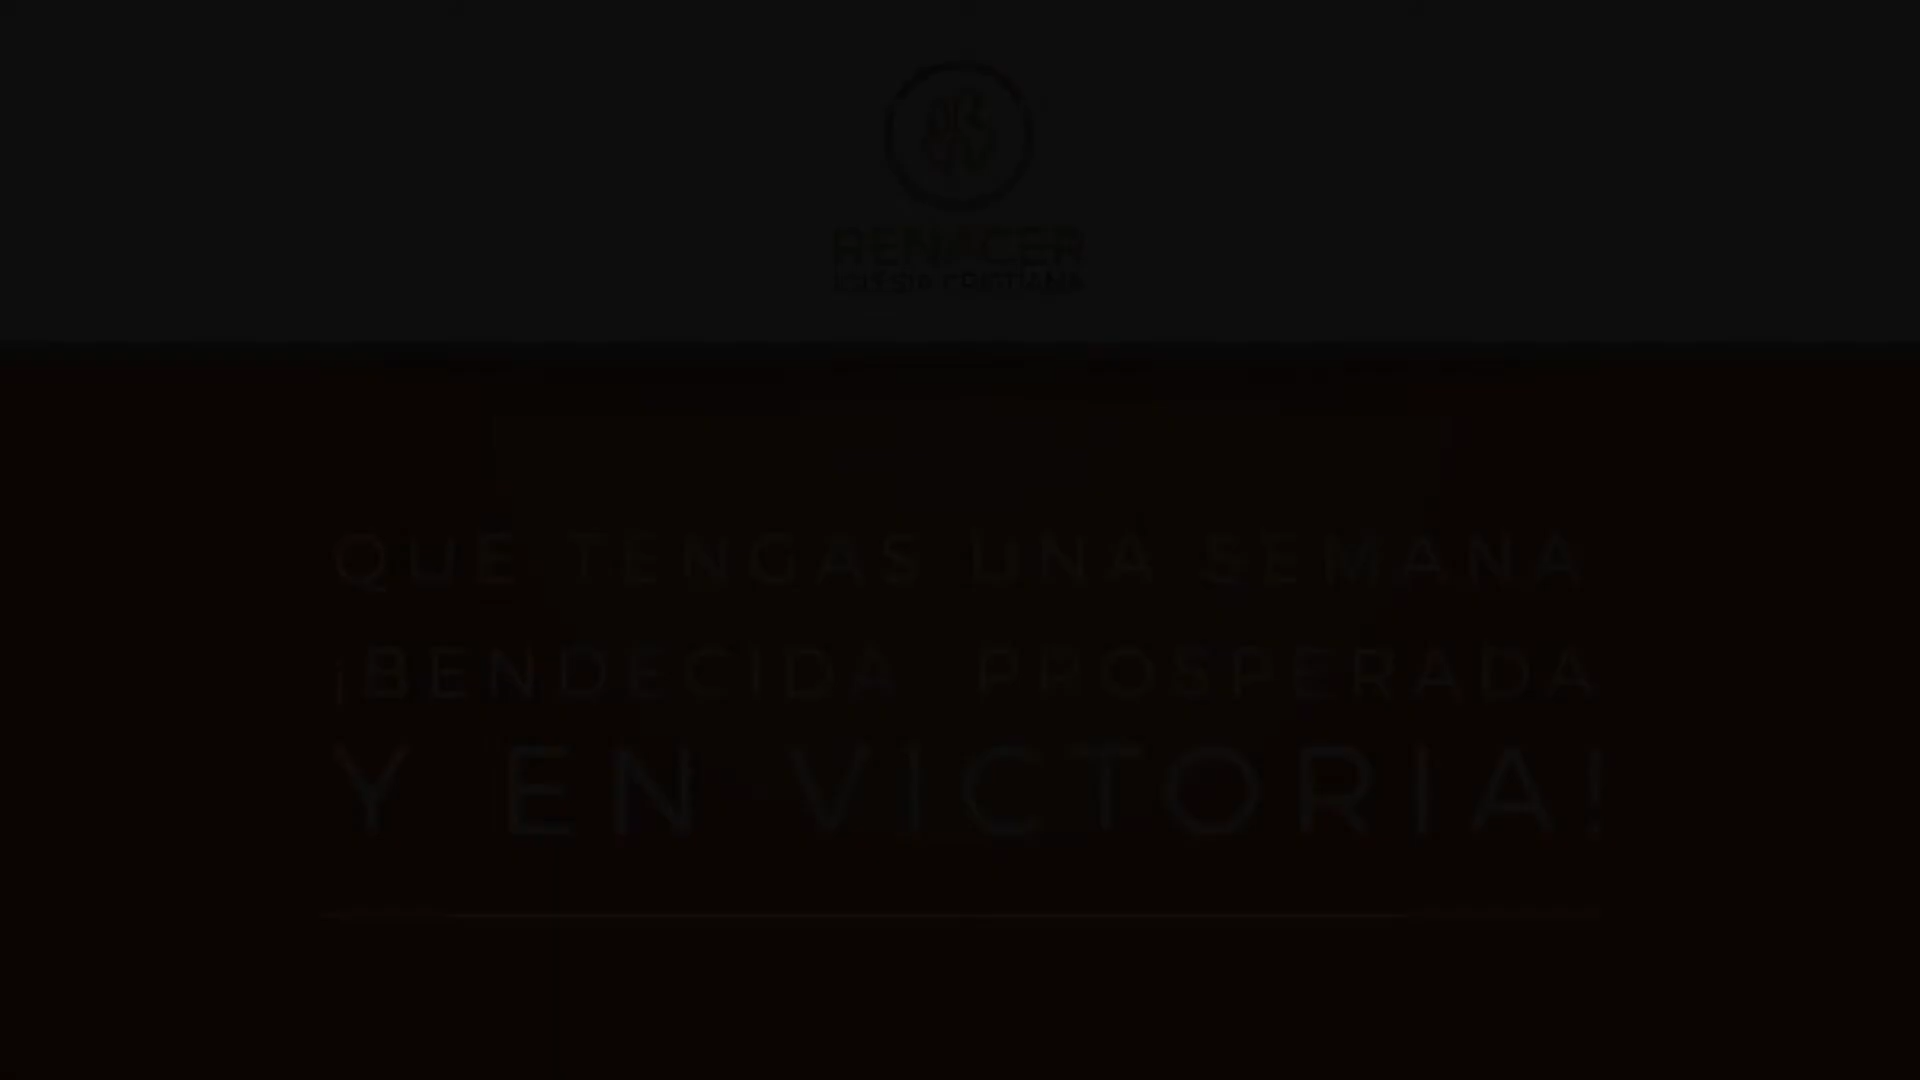 RENACER
IGLESIA CRISTIANA
QUE TENGAS UNA SEMANA
¡BENDECIDA PROSPERADA
Y EN VICTORIA!